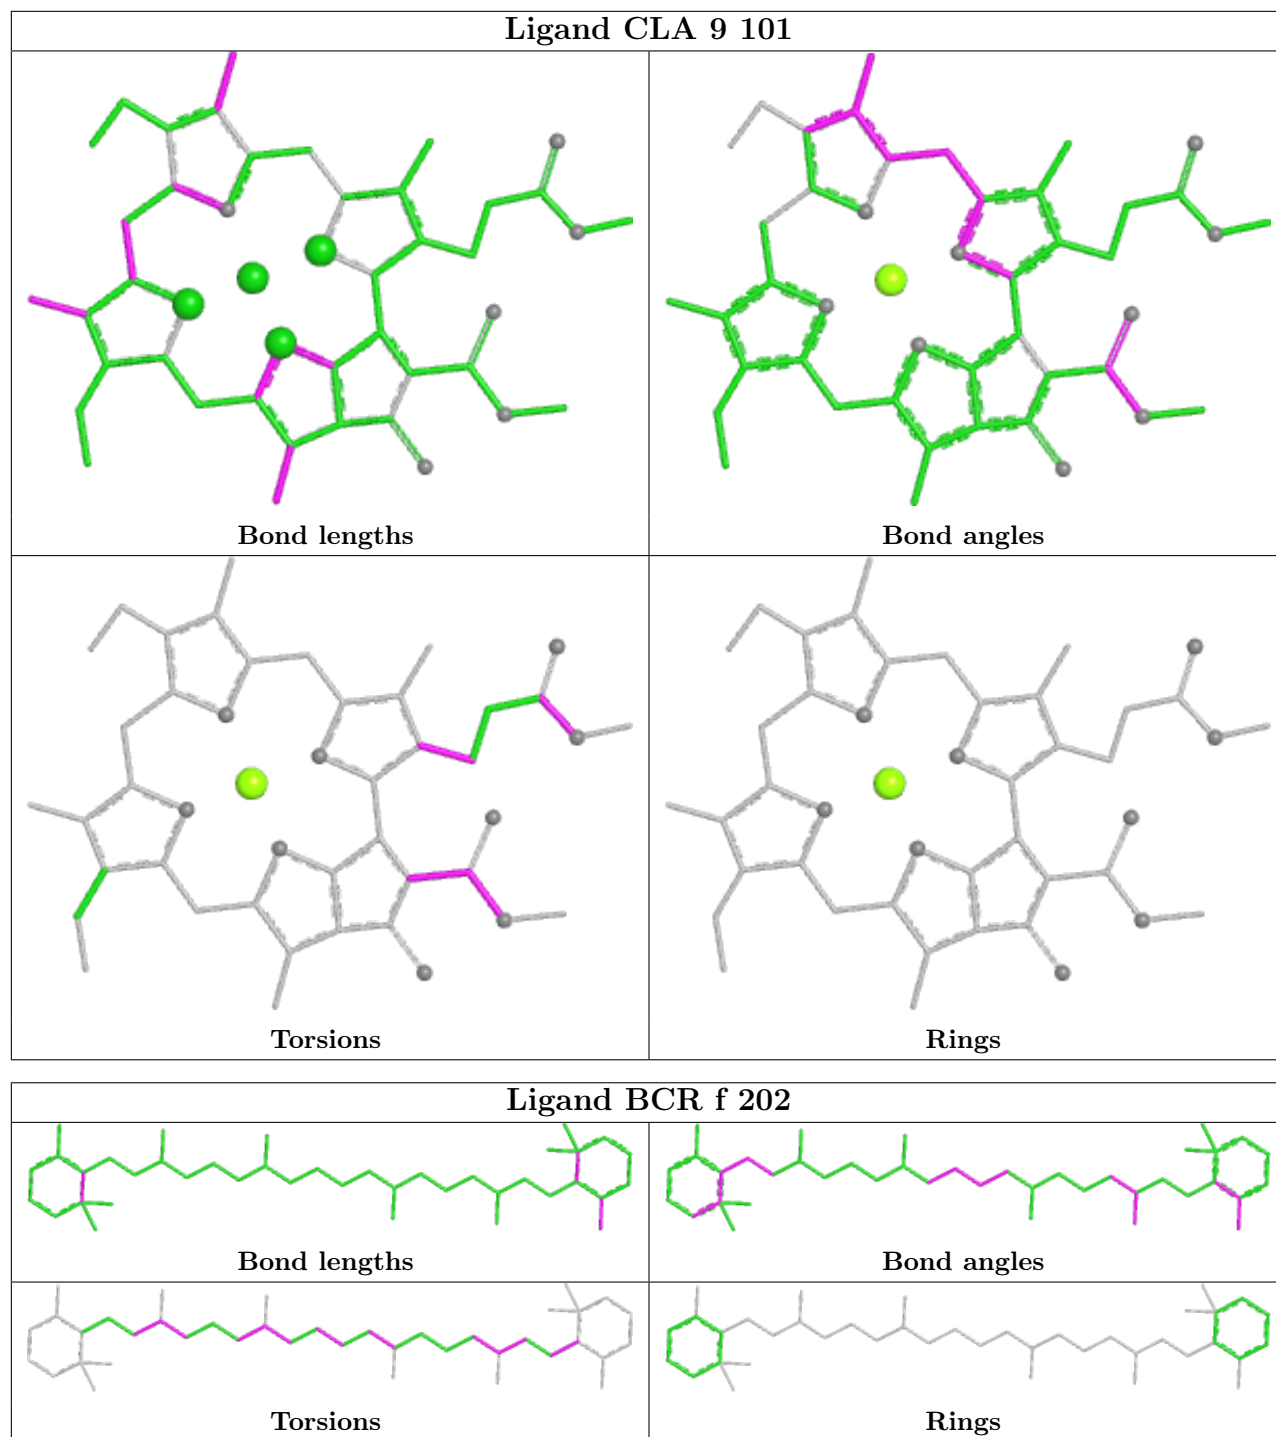 Ligand CLA 9 101
Bond lengths
Bond angles
Torsions
Rings
Ligand BCR f 202
Bond lengths
Bond angles
Torsions
Rings